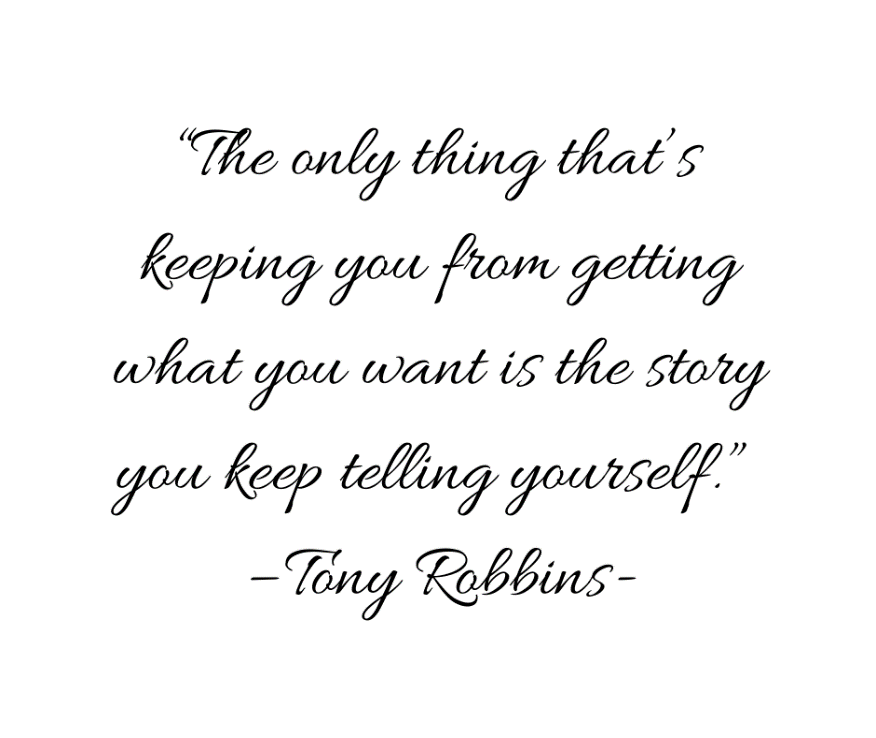 “The only thing that’s
keeping you from getting
what you want is the story
you keep telling yourself.”
–Tony Robbins-